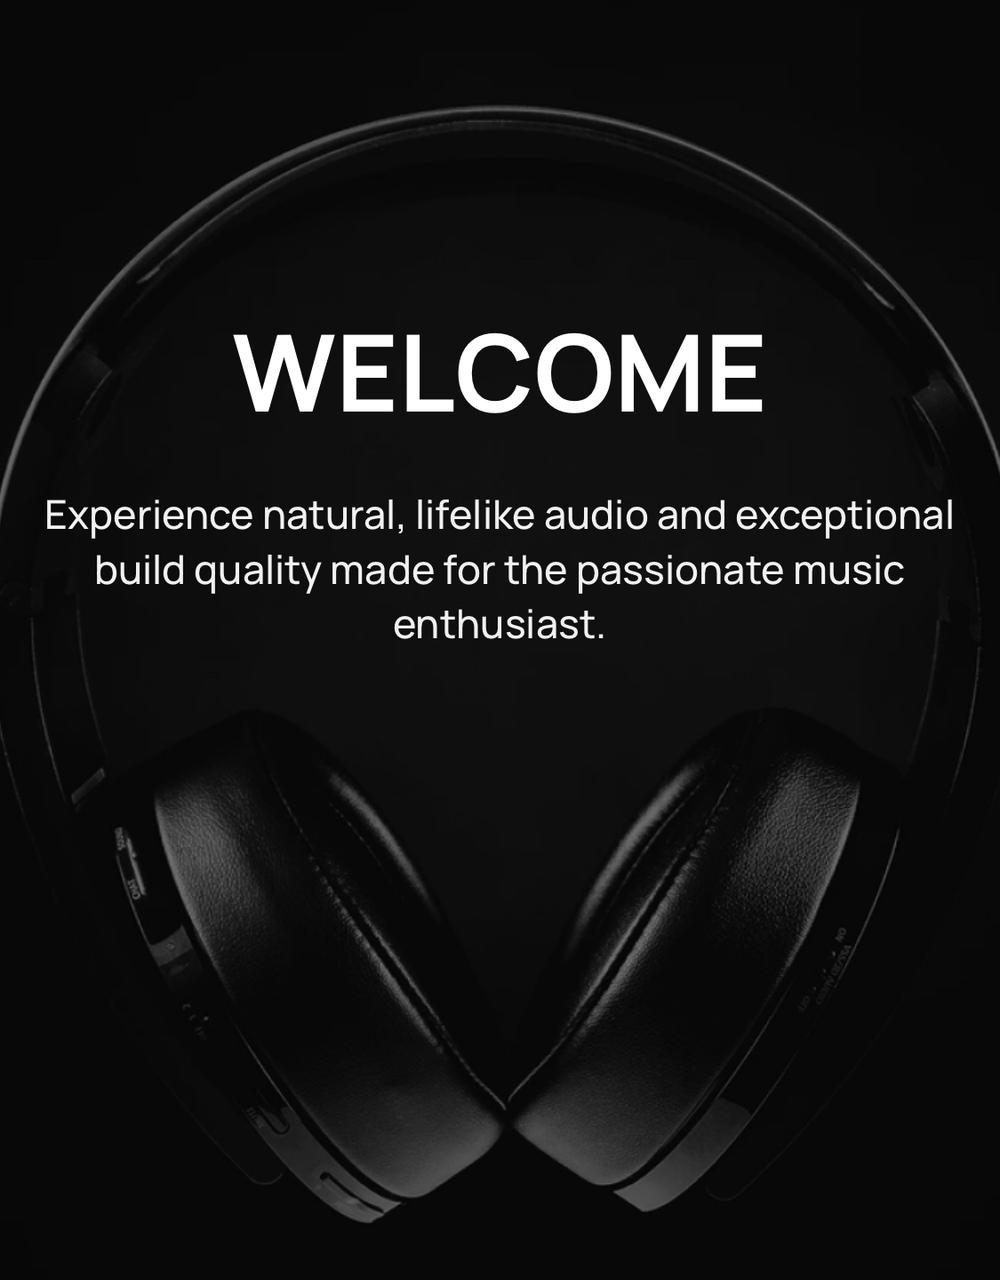 WELCOME
Experience natural, lifelike audio and exceptional
build quality made for the passionate music
enthusiast.